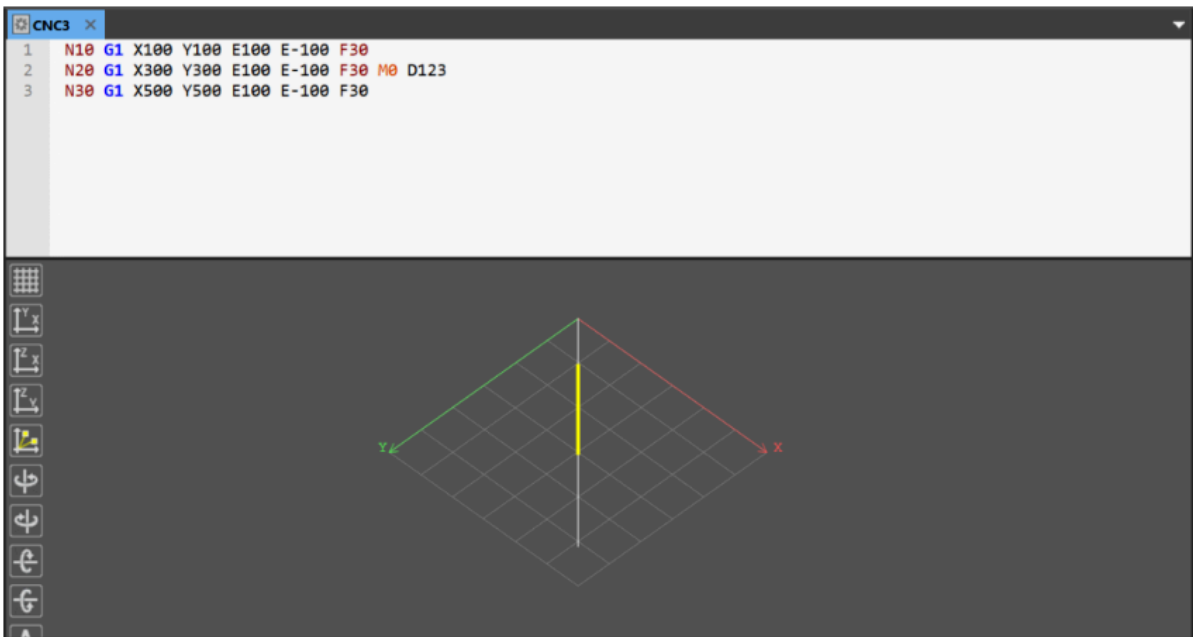 CNC3
1 N10 G1 X100 Y100 E100 E-100 F30
2 N20 G1 X300 Y300 E100 E-100 F30 M0 D123
3 N30 G1 X500 Y500 E100 E-100 F30
Y X
Z X
Z Y
Y X